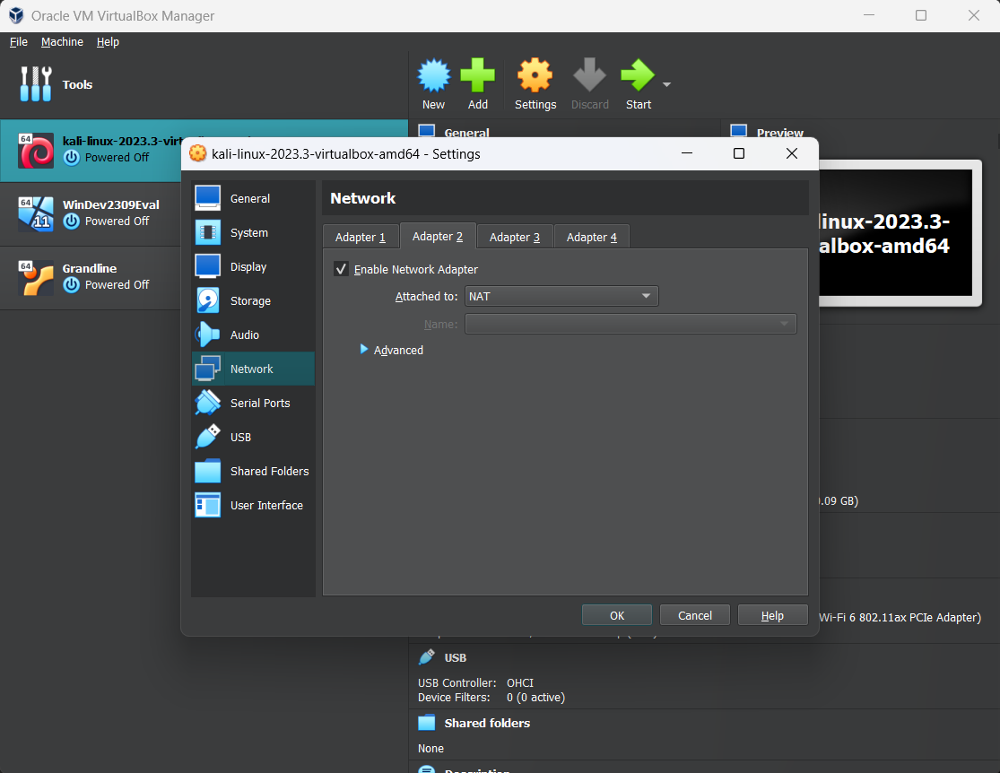 Oracle VM VirtualBox Manager
File Machine Help
Tools
New Add Settings Discard Start
64
kali-linux-2023.3-virt
Powered Off
64
11
WinDev2309Eval
Powered Off
64
Grandline
Powered Off
General
Preview
linux-2023.3-
albox-amd64
.09 GB)
Wi-Fi 6 802.11ax PCIe Adapter)
kali-linux-2023.3-virtualbox-amd64 - Settings
General
System
Display
Storage
Audio
Network
Serial Ports
USB
Shared Folders
User Interface
Network
Adapter 1 Adapter 2 Adapter 3 Adapter 4
Enable Network Adapter
Attached to: NAT
Name:
Advanced
OK Cancel Help
USB
USB Controller: OHCI
Device Filters: 0 (0 active)
Shared folders
None
Description